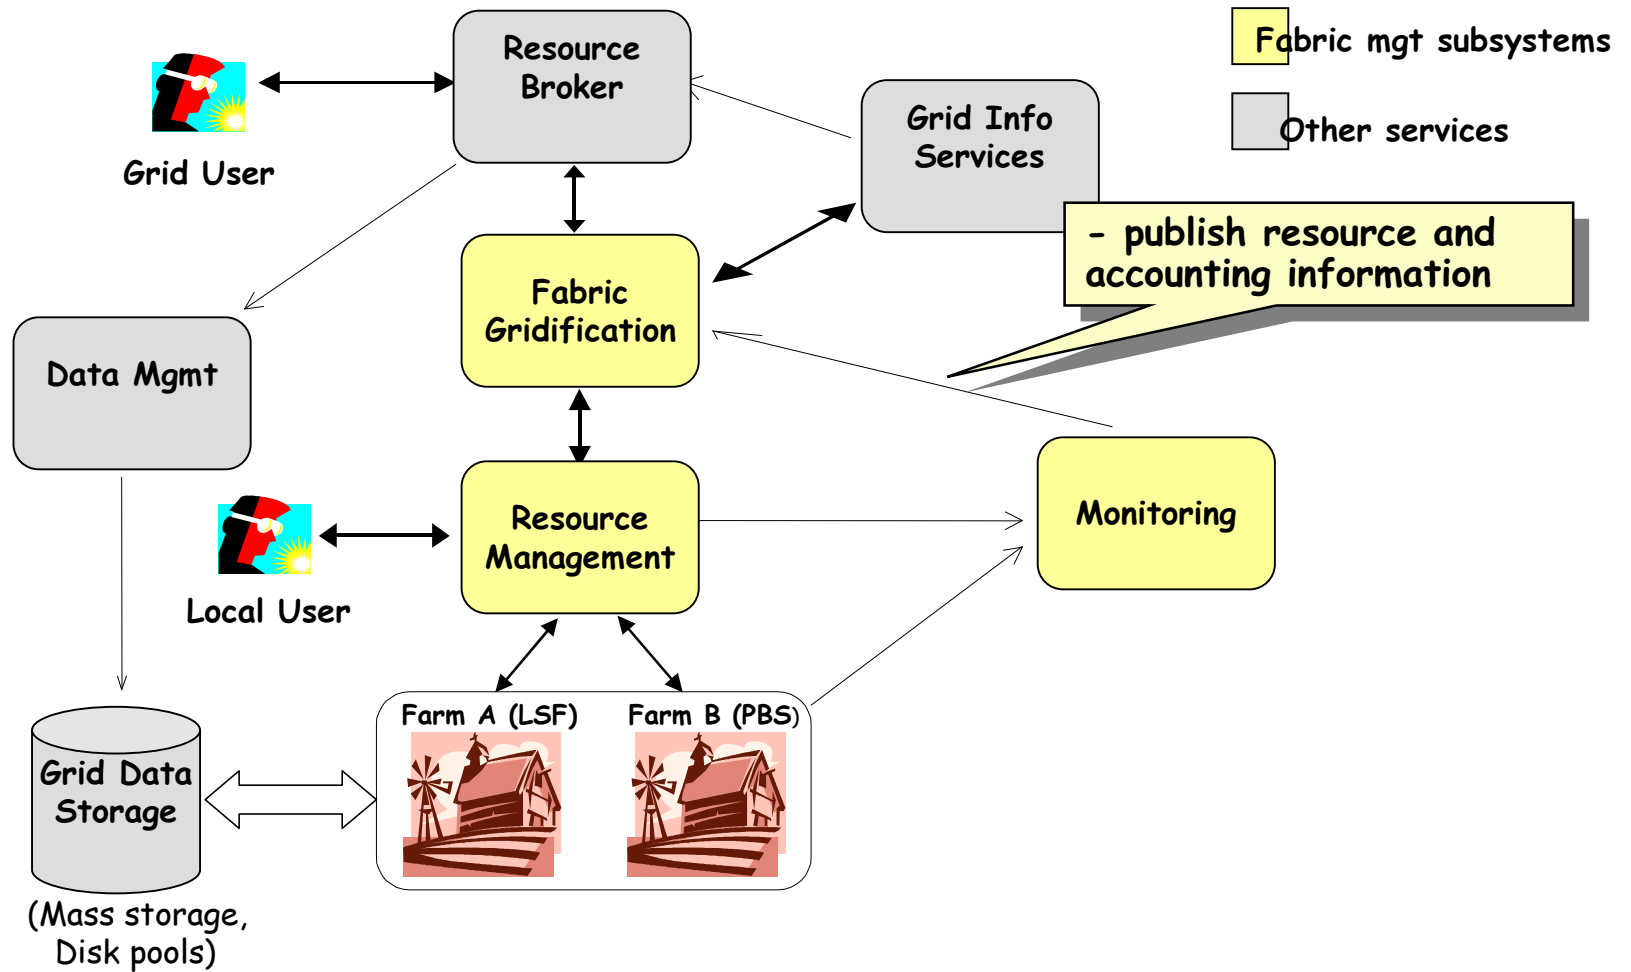 Resource
Broker
Fabric mgt subsystems
Grid Info
Services
Other services
Grid User
- publish resource and
accounting information
Fabric
Gridification
Data Mgmt
Resource
Management
Monitoring
Local User
Farm A (LSF)
Farm B (PBS)
Grid Data
Storage
(Mass storage,
Disk pools)